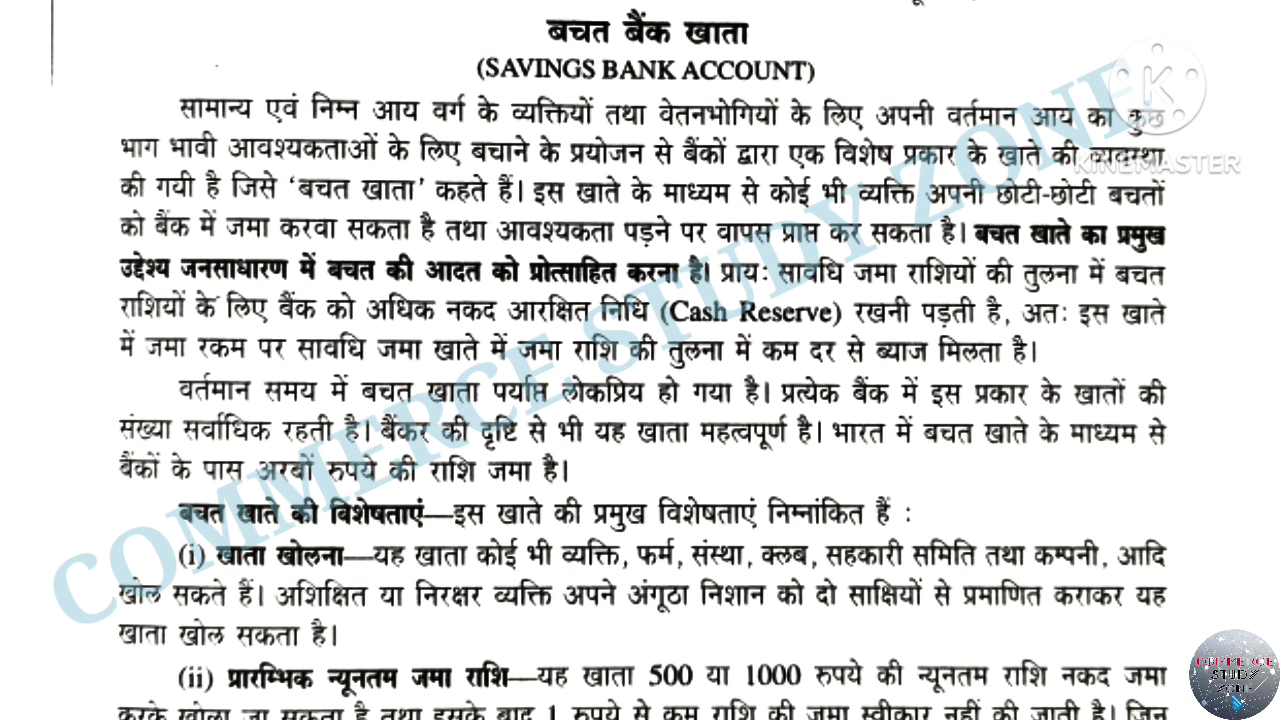 बचत बैंक खाता
(SAVINGS BANK ACCOUNT)
सामान्य एवं निम्न आय वर्ग के व्यक्तियों तथा वेतनभोगियों के लिए अपनी वर्तमान आय का कुछ
भाग भावी आवश्यकताओं के लिए बचाने के प्रयोजन से बैंकों द्वारा एक विशेष प्रकार के खाते की व्यवस्था
की गयी है जिसे ‘बचत खाता’ कहते हैं। इस खाते के माध्यम से कोई भी व्यक्ति अपनी छोटी-छोटी बचतों
को बैंक में जमा करवा सकता है तथा आवश्यकता पड़ने पर वापस प्राप्त कर सकता है। बचत खाते का प्रमुख
उद्देश्य जनसाधारण में बचत की आदत को प्रोत्साहित करना है। प्रायः सावधि जमा राशियों की तुलना में बचत
राशियों के लिए बैंक को अधिक नकद आरक्षित निधि (Cash Reserve) रखनी पड़ती है, अतः इस खाते
में जमा रकम पर सावधि जमा खाते में जमा राशि की तुलना में कम दर से ब्याज मिलता है।
वर्तमान समय में बचत खाता पर्याप्त लोकप्रिय हो गया है। प्रत्येक बैंक में इस प्रकार के खातों की
संख्या सर्वाधिक रहती है। बैंकर की दृष्टि से भी यह खाता महत्वपूर्ण है। भारत में बचत खाते के माध्यम से
बैंकों के पास अरबों रुपये की राशि जमा है।
बचत खाते की विशेषताएं—इस खाते की प्रमुख विशेषताएं निम्नांकित हैं :
(i) खाता खोलना—यह खाता कोई भी व्यक्ति, फर्म, संस्था, क्लब, सहकारी समिति तथा कम्पनी, आदि
खोल सकते हैं। अशिक्षित या निरक्षर व्यक्ति अपने अंगूठा निशान को दो साक्षियों से प्रमाणित कराकर यह
खाता खोल सकता है।
(ii) प्रारम्भिक न्यूनतम जमा राशि—यह खाता 500 या 1000 रुपये की न्यूनतम राशि नकद जमा
करके खोला जा सकता है तथा इसके बाद 1 रुपये से कम राशि की जमा स्वीकार नहीं की जाती है। जिन
COMMERCE STUDY ZONE
KINEMASTER
COMMERCE
STUDY
ZONE